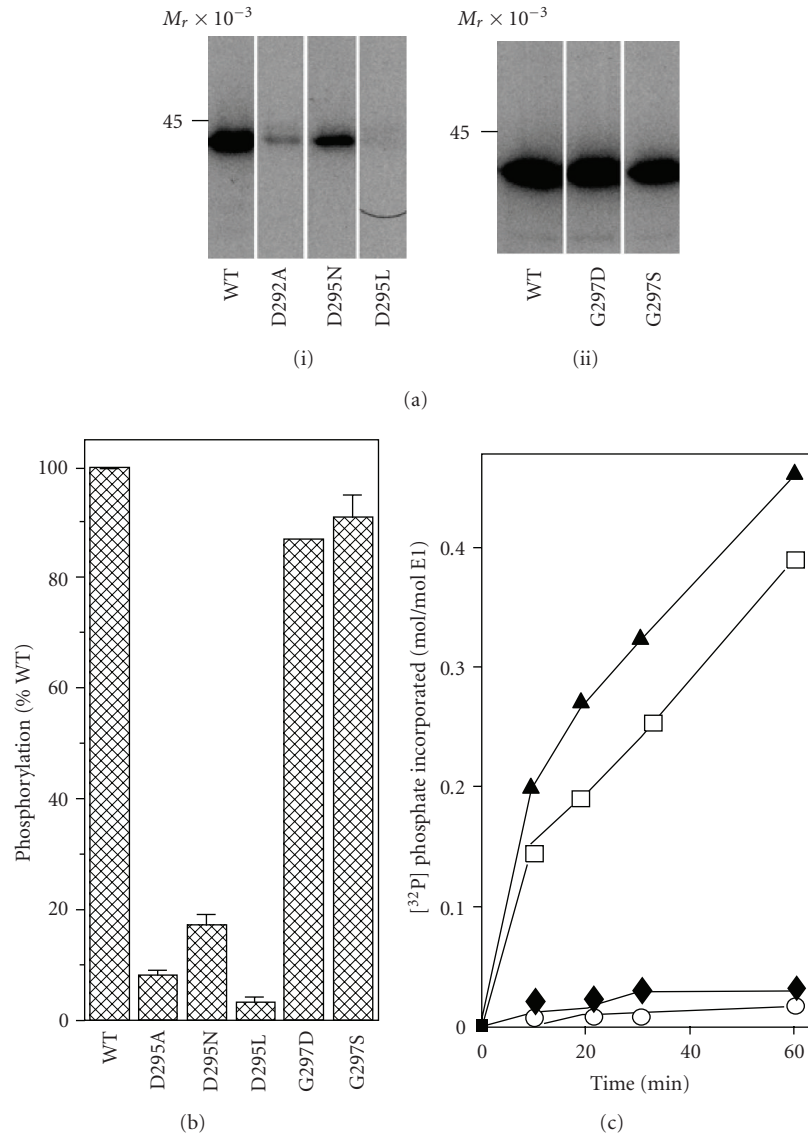 M_r × 10^−3
45
WT
D292A
D295N
D295L
(i)
M_r × 10^−3
45
WT
G297D
G297S
(ii)
(a)
Phosphorylation (% WT)
100
80
60
40
20
0
WT
D295A
D295N
D295L
G297D
G297S
(b)
[^32P] phosphate incorporated (mol/mol E1)
0.4
0.3
0.2
0.1
0
0
20
40
60
Time (min)
(c)